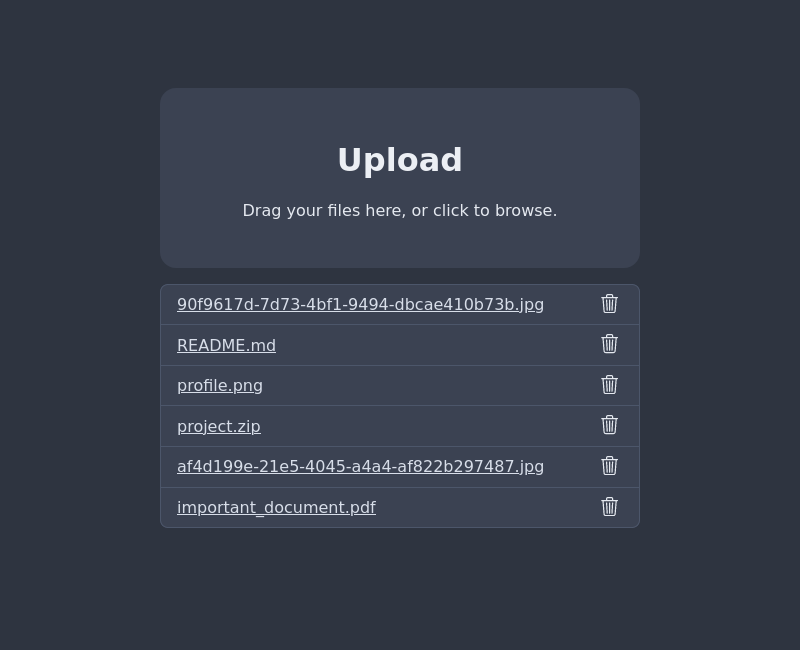 Upload
Drag your files here, or click to browse.
90f9617d-7d73-4bf1-9494-dbcae410b73b.jpg
README.md
profile.png
project.zip
af4d199e-21e5-4045-a4a4-af822b297487.jpg
important_document.pdf